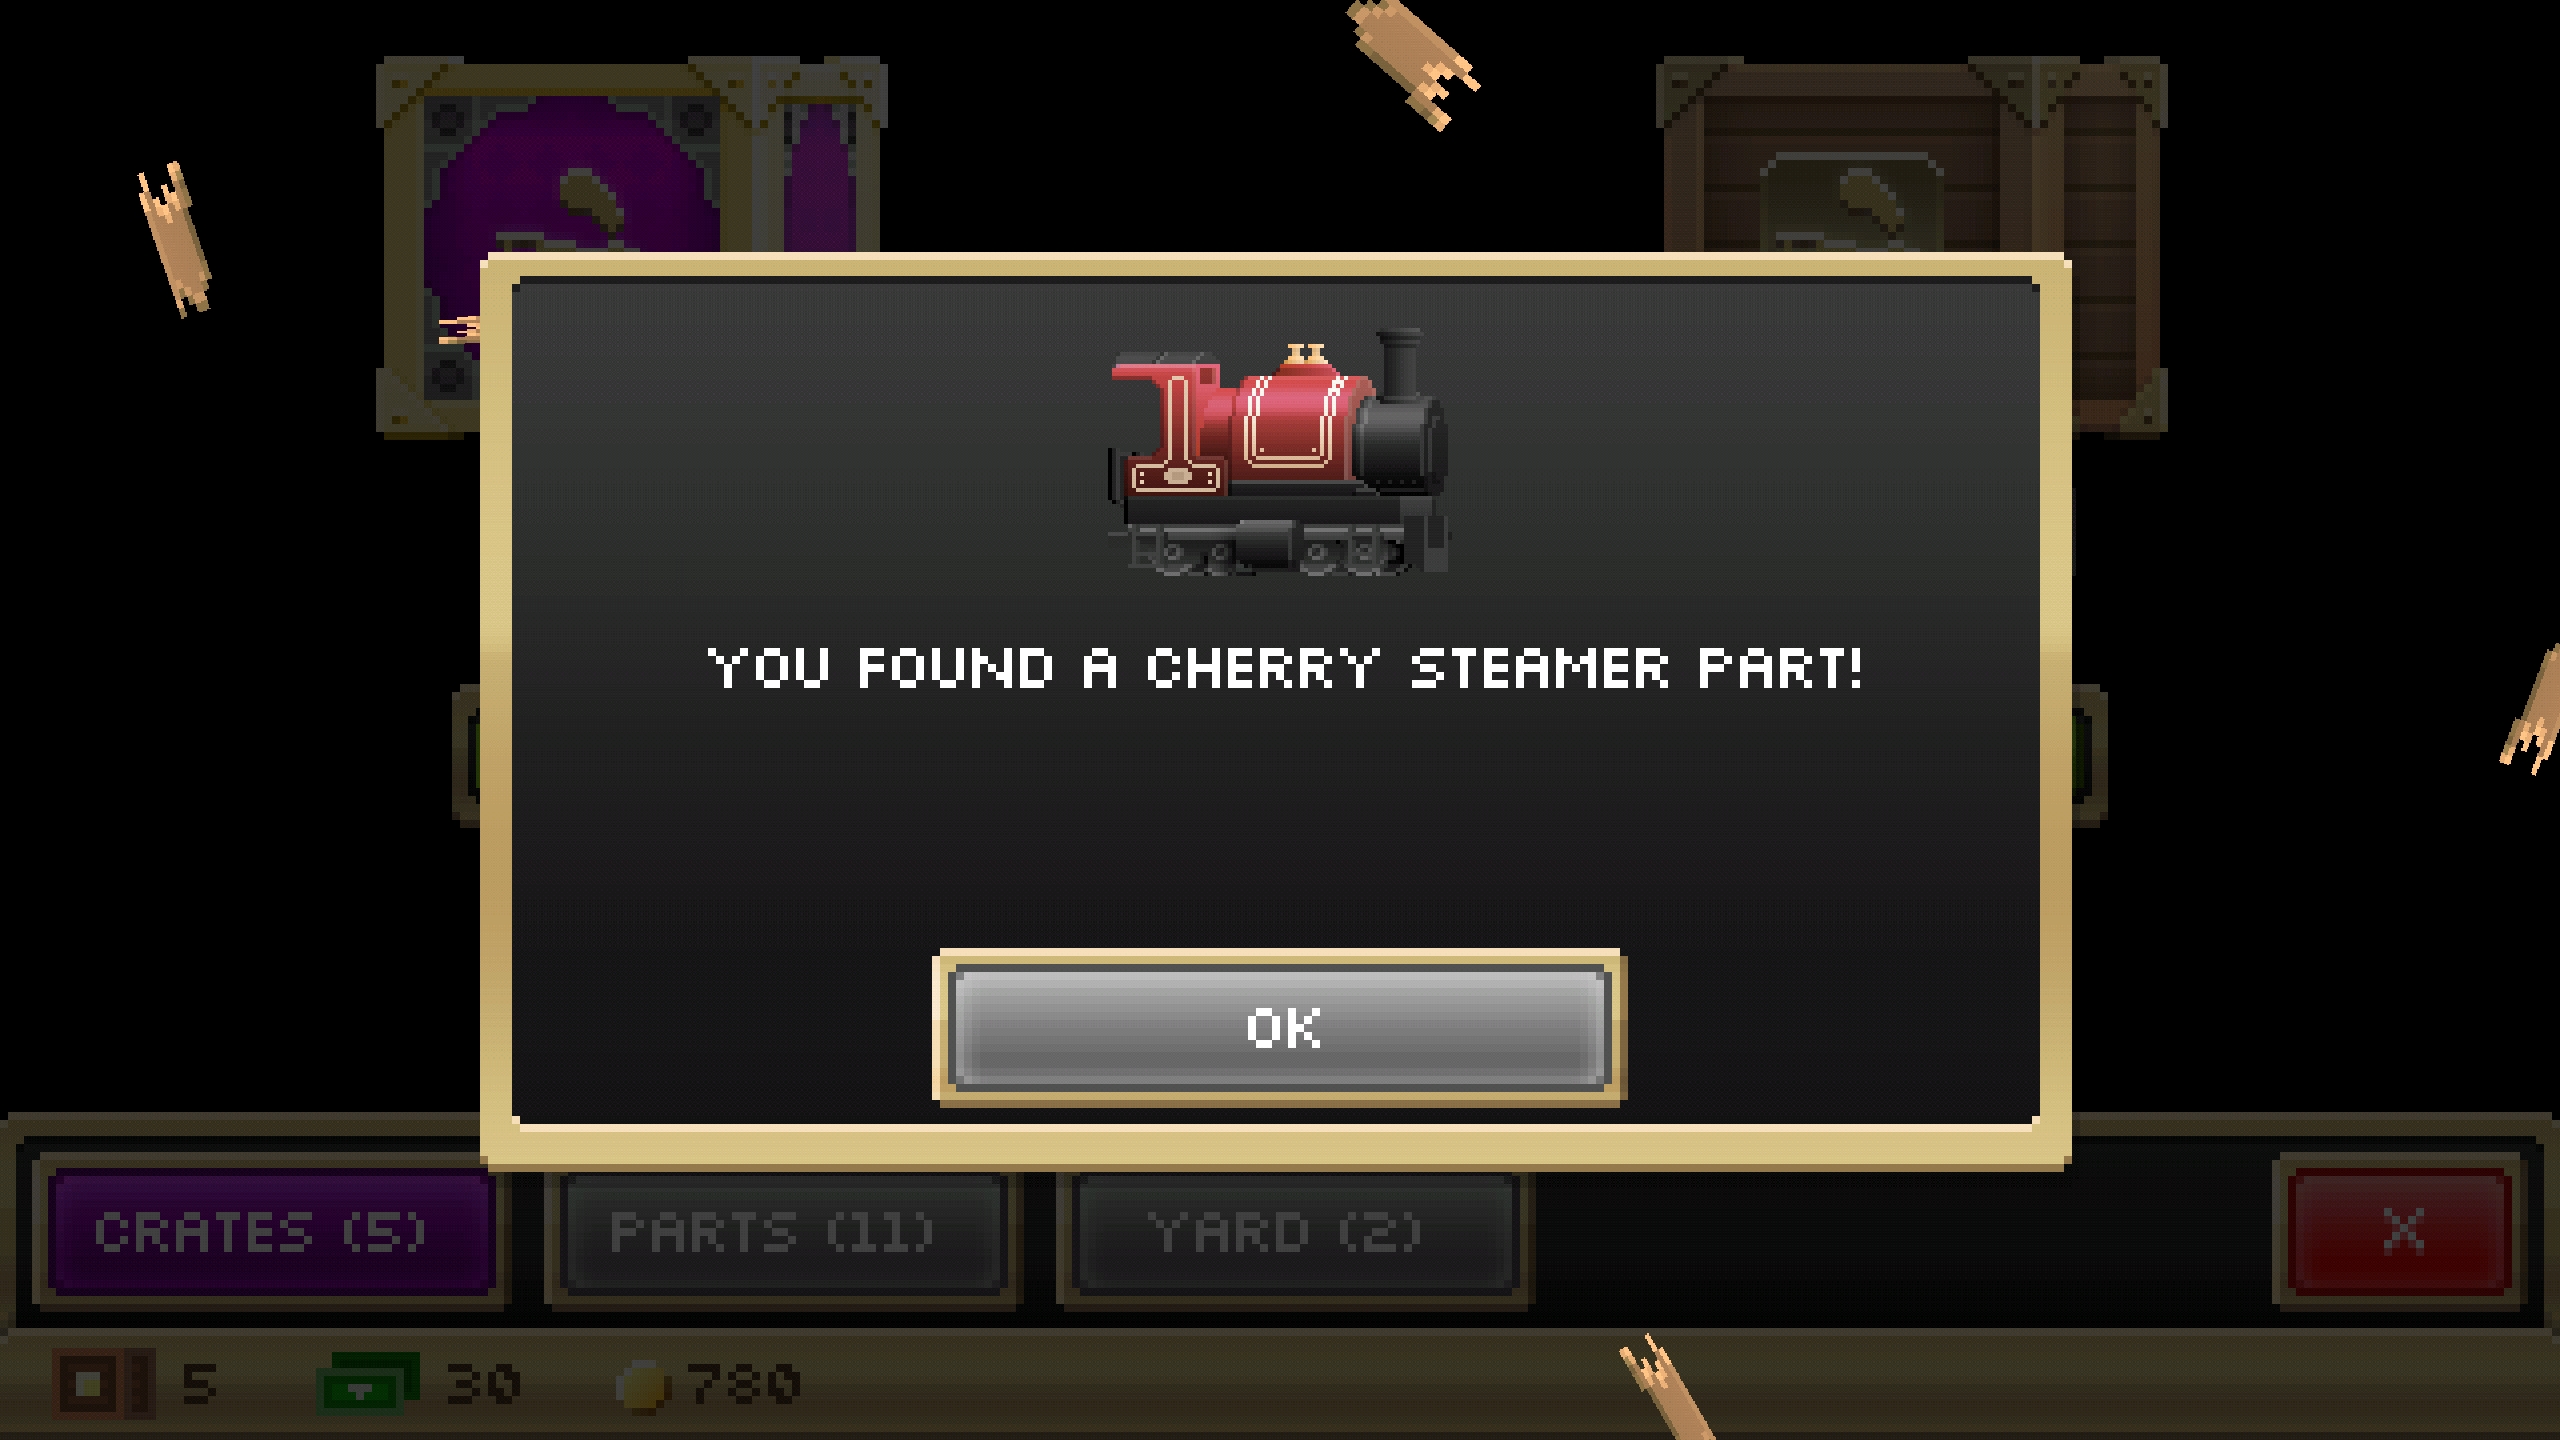 YOU FOUND A CHERRY STEAMER PART!
OK
CRATES (5)
PARTS (11)
YARD (2)
X
5
30
780